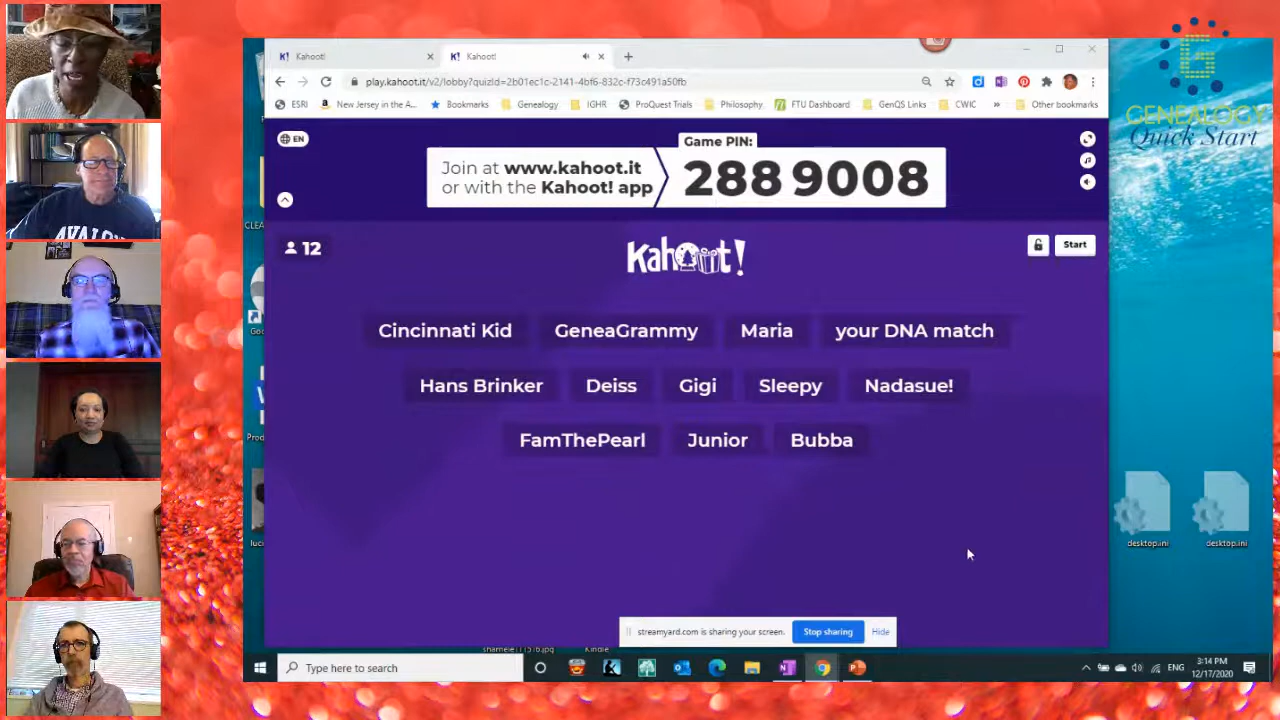 AVALON
Kahoot!
Kahoot!
play.kahoot.it/v2/lobby?quizId=b01ec1c-2141-4bf6-832c-f73c491a50fb
ESRI New Jersey in the A... Bookmarks Genealogy IGHR ProQuest Trials Philosophy FTU Dashboard GenQS Links CWIC » Other bookmarks
G
GENEALOGY
Quick Start
EN
Game PIN:
Join at www.kahoot.it
or with the Kahoot! app
288 9008
12
Kahoot!
Start
Cincinnati Kid GeneaGrammy Maria your DNA match
Hans Brinker Deiss Gigi Sleepy Nadasue!
FamThePearl Junior Bubba
desktop.ini desktop.ini
streamyard.com is sharing your screen. Stop sharing Hide
Kindle
Type here to search
ENG
3:14 PM
12/17/2020